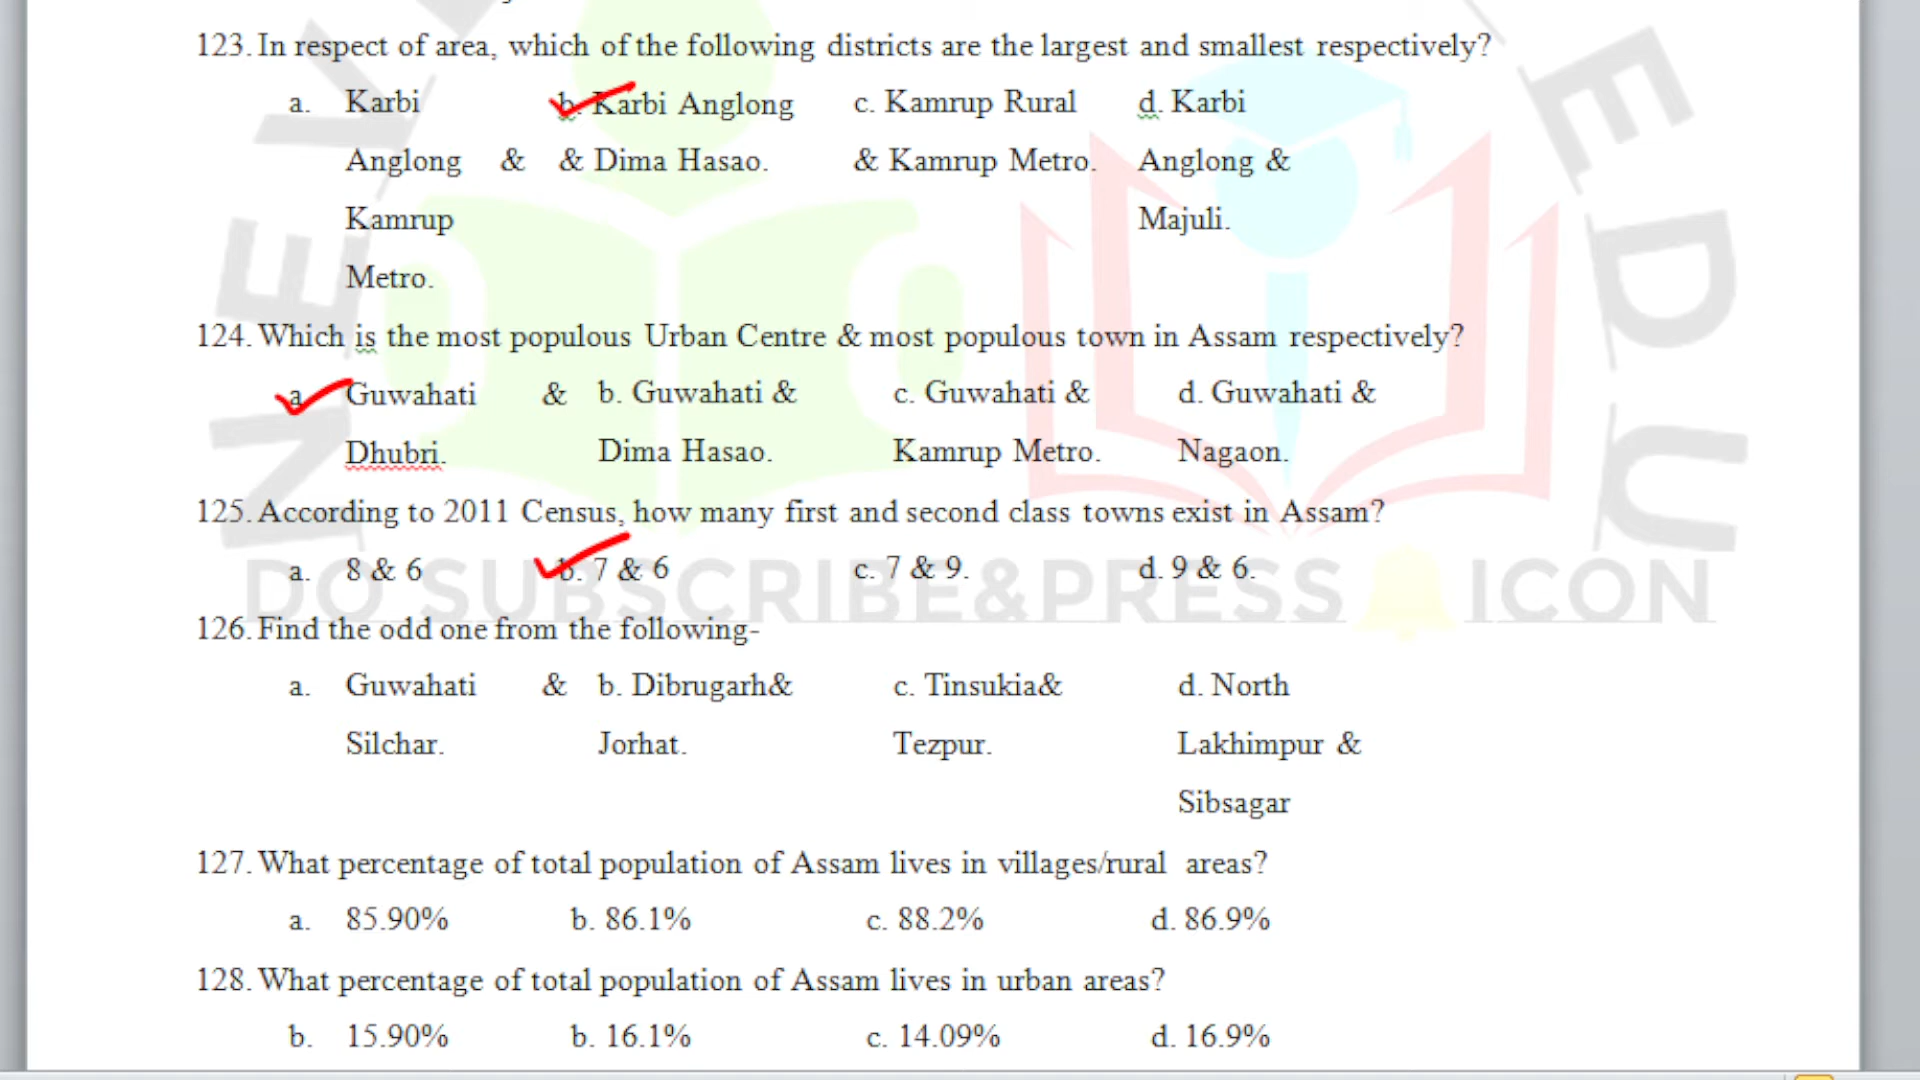 123. In respect of area, which of the following districts are the largest and smallest respectively?
a. Karbi b. Karbi Anglong c. Kamrup Rural d. Karbi
Anglong & & Dima Hasao. & Kamrup Metro. Anglong &
Kamrup Majuli.
Metro.
124. Which is the most populous Urban Centre & most populous town in Assam respectively?
a. Guwahati & b. Guwahati & c. Guwahati & d. Guwahati &
Dhubri. Dima Hasao. Kamrup Metro. Nagaon.
125. According to 2011 Census, how many first and second class towns exist in Assam?
a. 8 & 6 b. 7 & 6 c. 7 & 9. d. 9 & 6.
DO SUBSCRIBE&PRESS ICON
126. Find the odd one from the following-
a. Guwahati & b. Dibrugarh& c. Tinsukia& d. North
Silchar. Jorhat. Tezpur. Lakhimpur &
Sibsagar
127. What percentage of total population of Assam lives in villages/rural areas?
a. 85.90% b. 86.1% c. 88.2% d. 86.9%
128. What percentage of total population of Assam lives in urban areas?
b. 15.90% b. 16.1% c. 14.09% d. 16.9%
EDU